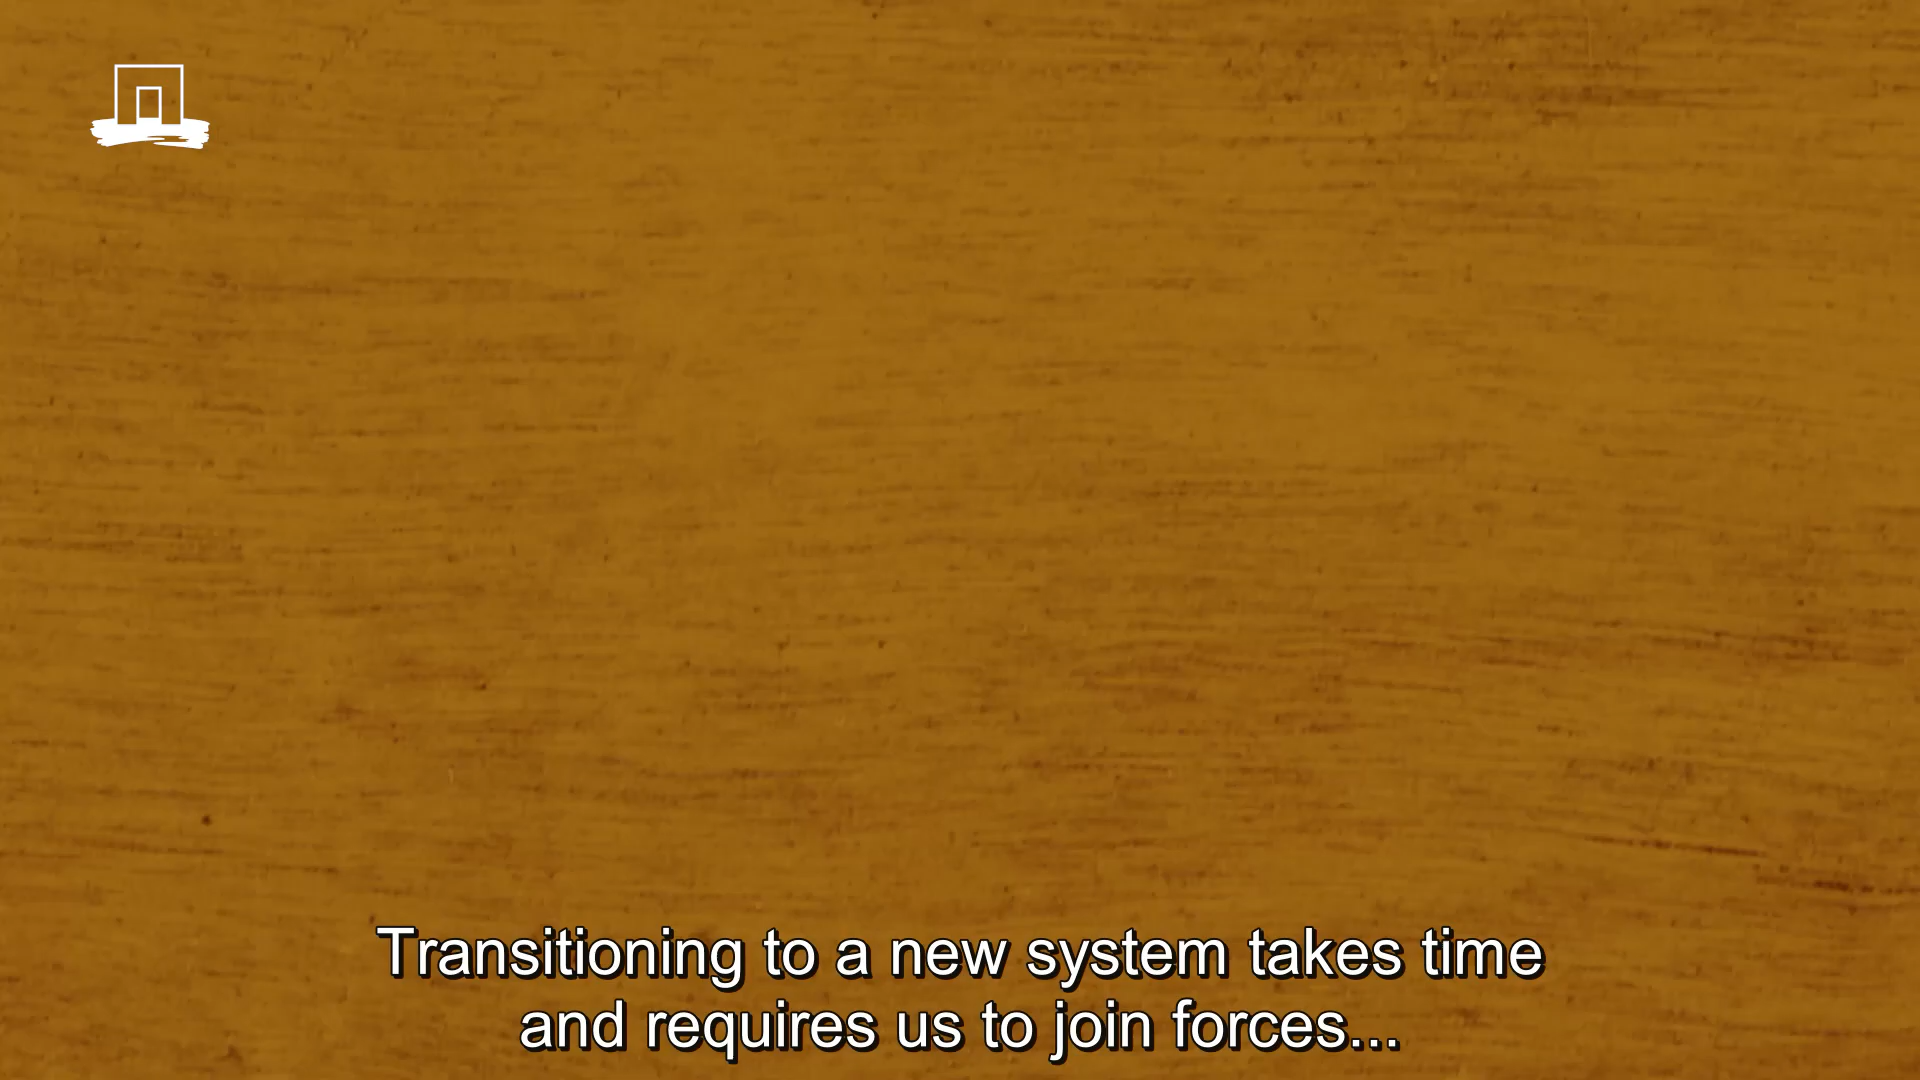 Transitioning to a new system takes time
and requires us to join forces...